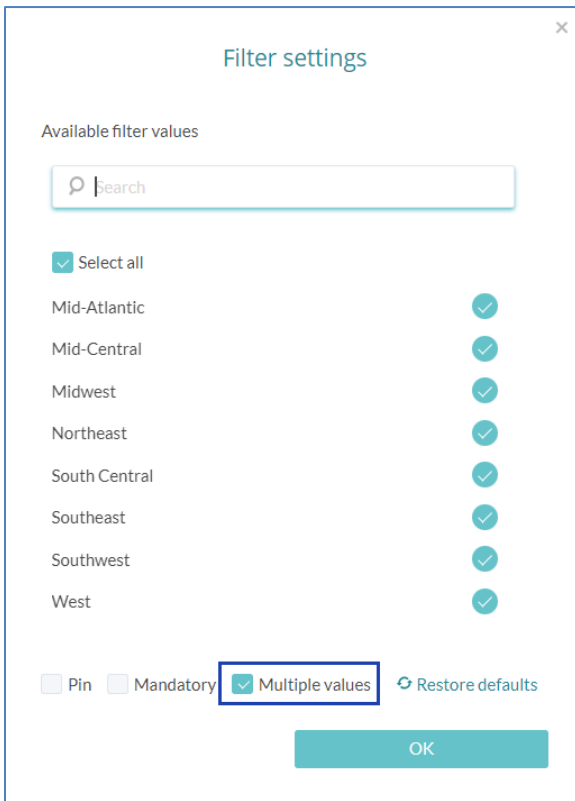 Filter settings
Available filter values
Search
Select all
Mid-Atlantic
Mid-Central
Midwest
Northeast
South Central
Southeast
Southwest
West
Pin Mandatory Multiple values Restore defaults
OK